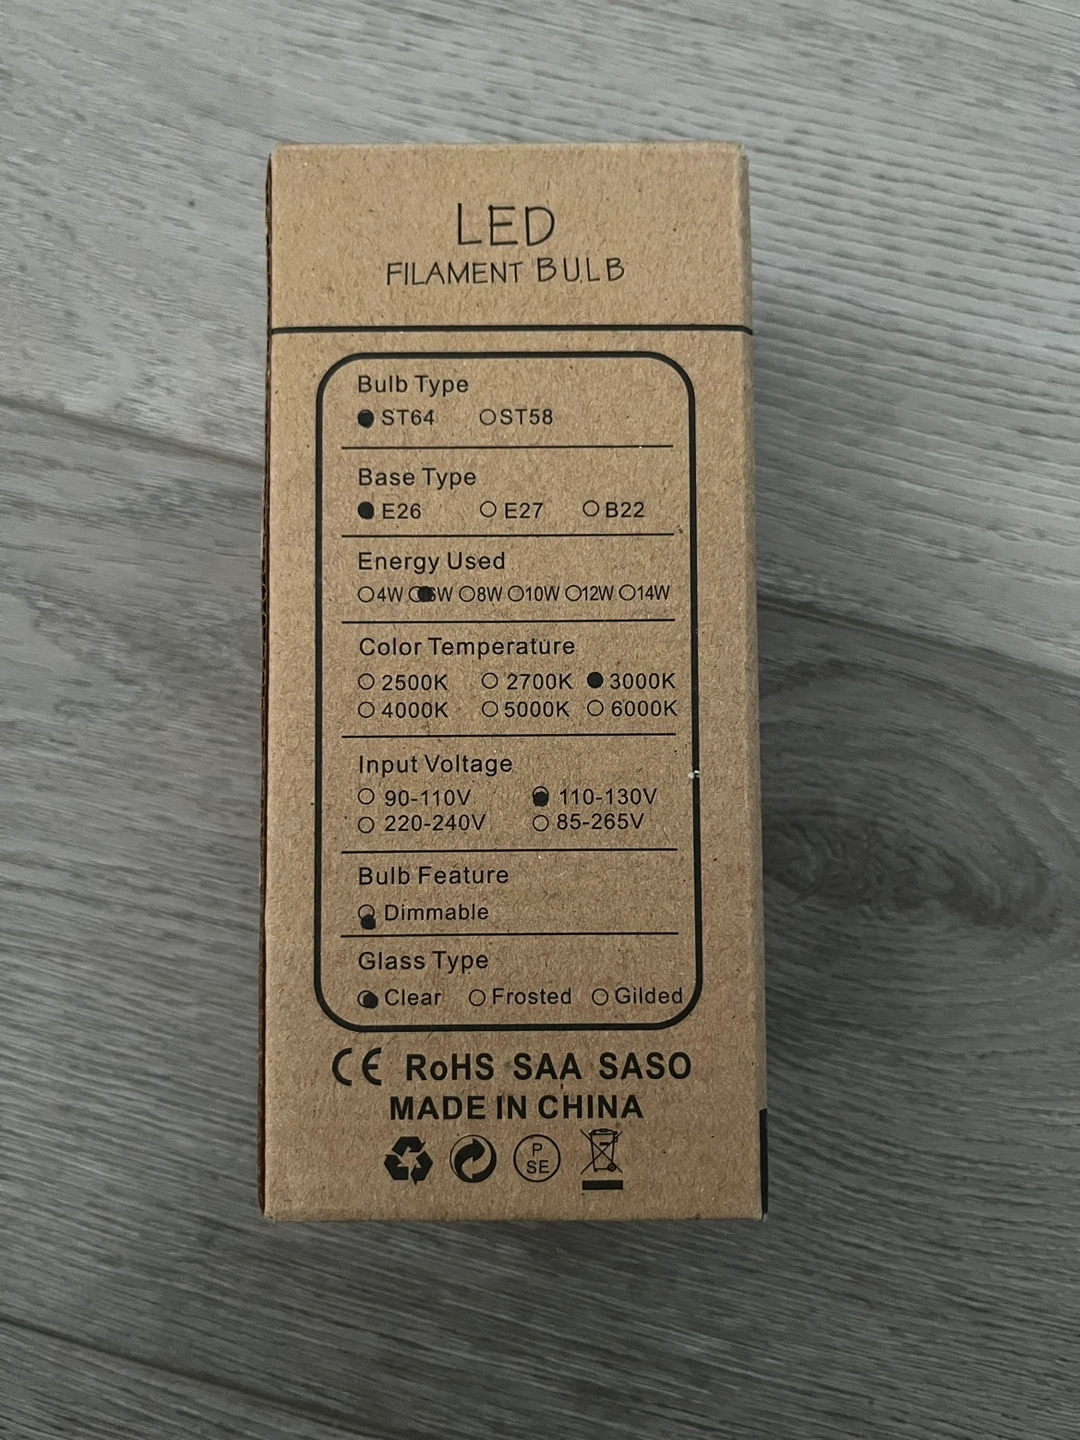 LED
FILAMENT BULB
Bulb Type
ST64 ST58
Base Type
E26 E27 B22
Energy Used
4W 6W 8W 10W 12W 14W
Color Temperature
2500K 2700K 3000K
4000K 5000K 6000K
Input Voltage
90-110V 110-130V
220-240V 85-265V
Bulb Feature
Dimmable
Glass Type
Clear Frosted Gilded
CE RoHS SAA SASO
MADE IN CHINA
P
SE